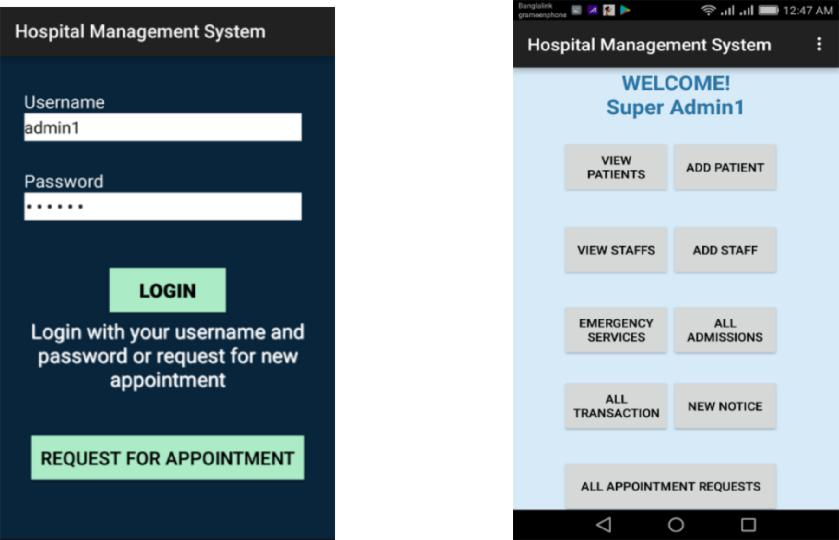 Hospital Management System
Username
admin1
Password
LOGIN
Login with your username and
password or request for new
appointment
REQUEST FOR APPOINTMENT
Banglalink
grameenphone
12:47 AM
Hospital Management System
WELCOME!
Super Admin1
VIEW
PATIENTS
ADD PATIENT
VIEW STAFFS
ADD STAFF
EMERGENCY
SERVICES
ALL
ADMISSIONS
ALL
TRANSACTION
NEW NOTICE
ALL APPOINTMENT REQUESTS